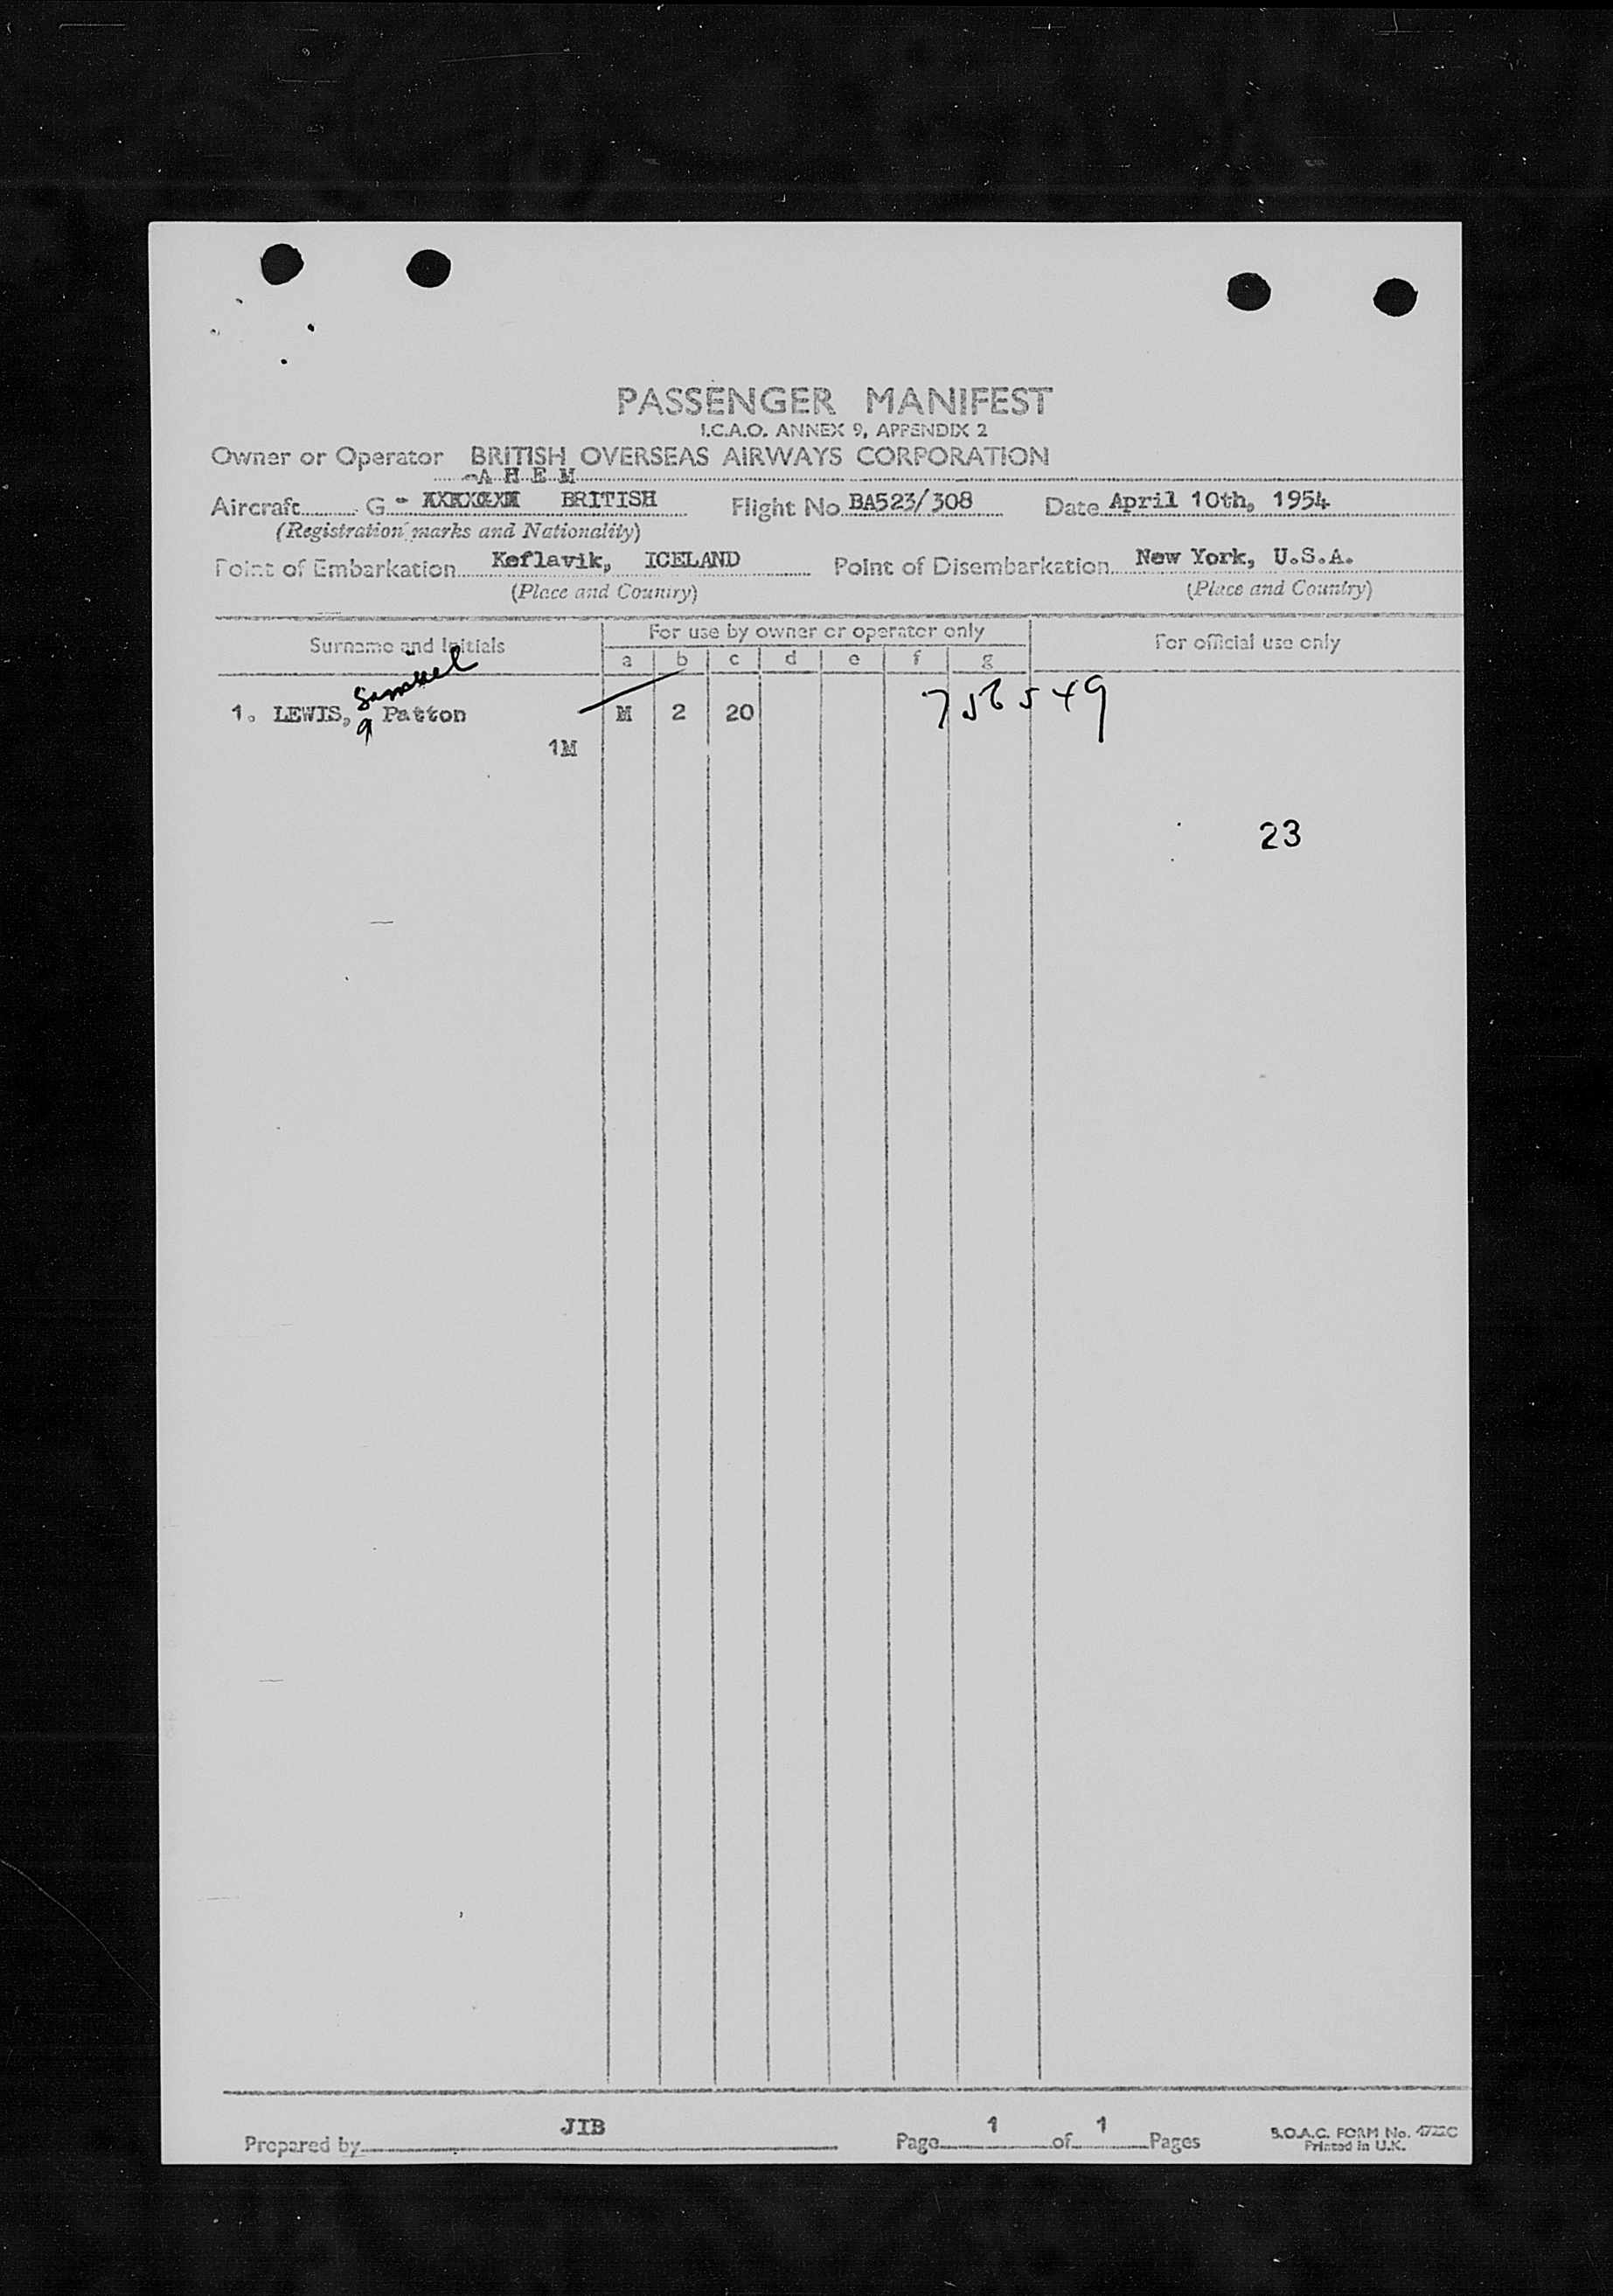 PASSENGER MANIFEST
I.C.A.O. ANNEX 9, APPENDIX 2
Owner or Operator BRITISH OVERSEAS AIRWAYS CORPORATION
-A H E M
Aircraft G - BRITISH Flight No BA523/308 Date April 10th, 1954
(Registration marks and Nationality)
Point of Embarkation Keflavik, ICELAND Point of Disembarkation New York, U.S.A.
(Place and Country) (Place and Country)
Surname and Initials For use by owner or operator only For official use only
a b c d e f g
Samuel
1. LEWIS, Patton M 2 20 756549
1M
23
Prepared by JIB Page 1 of 1 Pages
B.O.A.C. FORM No. 4722C
Printed in U.K.